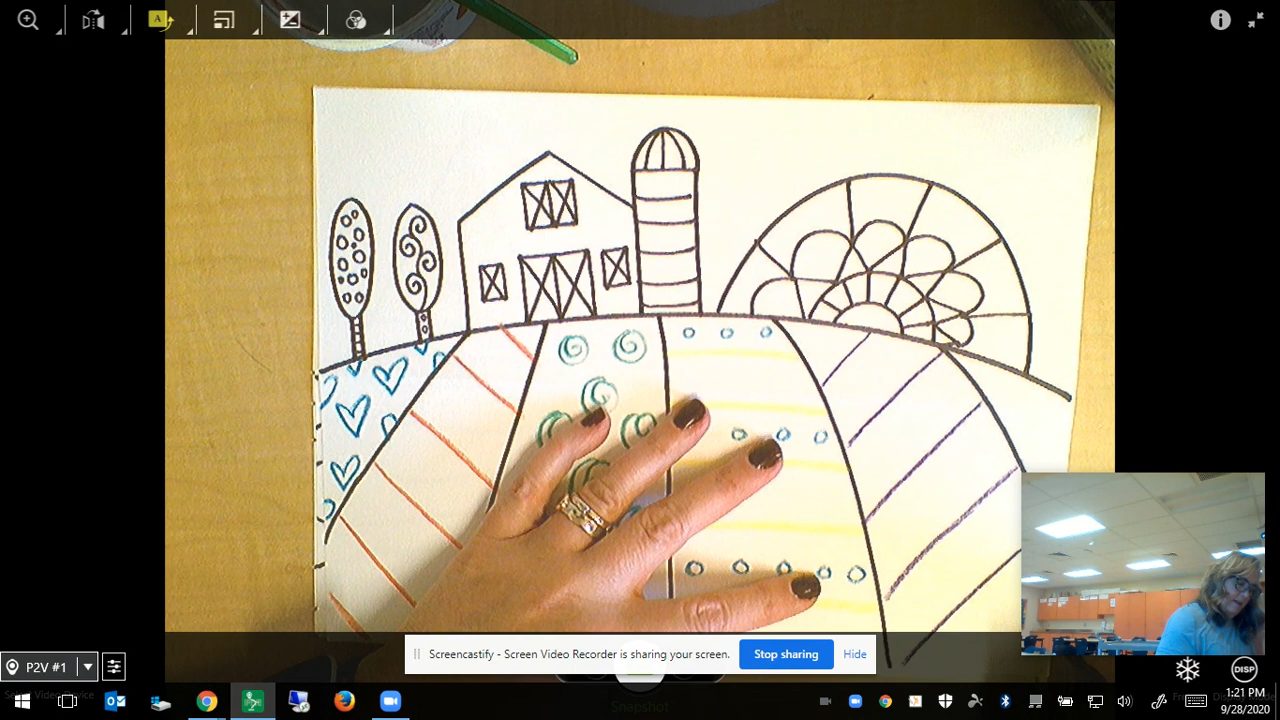 A
P2V #1
Screencastify - Screen Video Recorder is sharing your screen.
Stop sharing
Hide
DISP
Snapshot
1:21 PM
9/28/2020